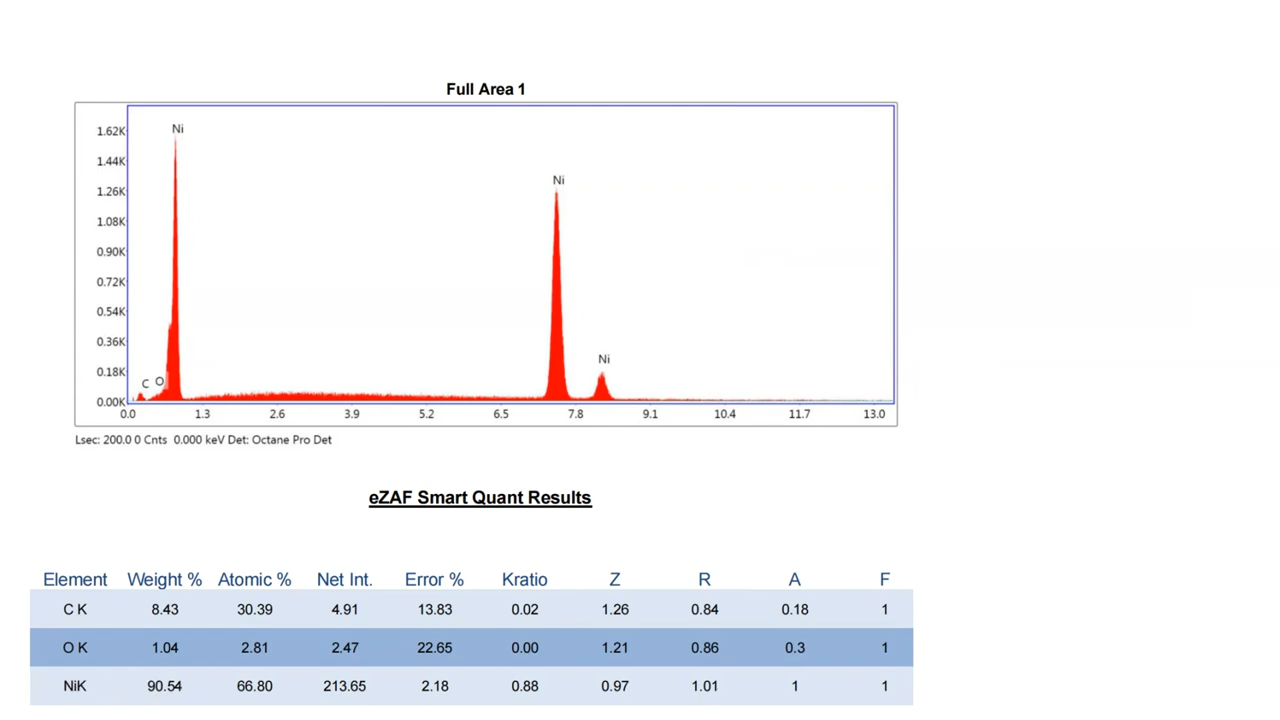 Full Area 1
1.62K
Ni
1.44K
Ni
1.26K
1.08K
0.90K
0.72K
0.54K
0.36K
Ni
0.18K
C O
0.00K
0.0 1.3 2.6 3.9 5.2 6.5 7.8 9.1 10.4 11.7 13.0
Lsec: 200.0 0 Cnts 0.000 keV Det: Octane Pro Det
eZAF Smart Quant Results
Element Weight % Atomic % Net Int. Error % Kratio Z R A F
C K 8.43 30.39 4.91 13.83 0.02 1.26 0.84 0.18 1
O K 1.04 2.81 2.47 22.65 0.00 1.21 0.86 0.3 1
NiK 90.54 66.80 213.65 2.18 0.88 0.97 1.01 1 1